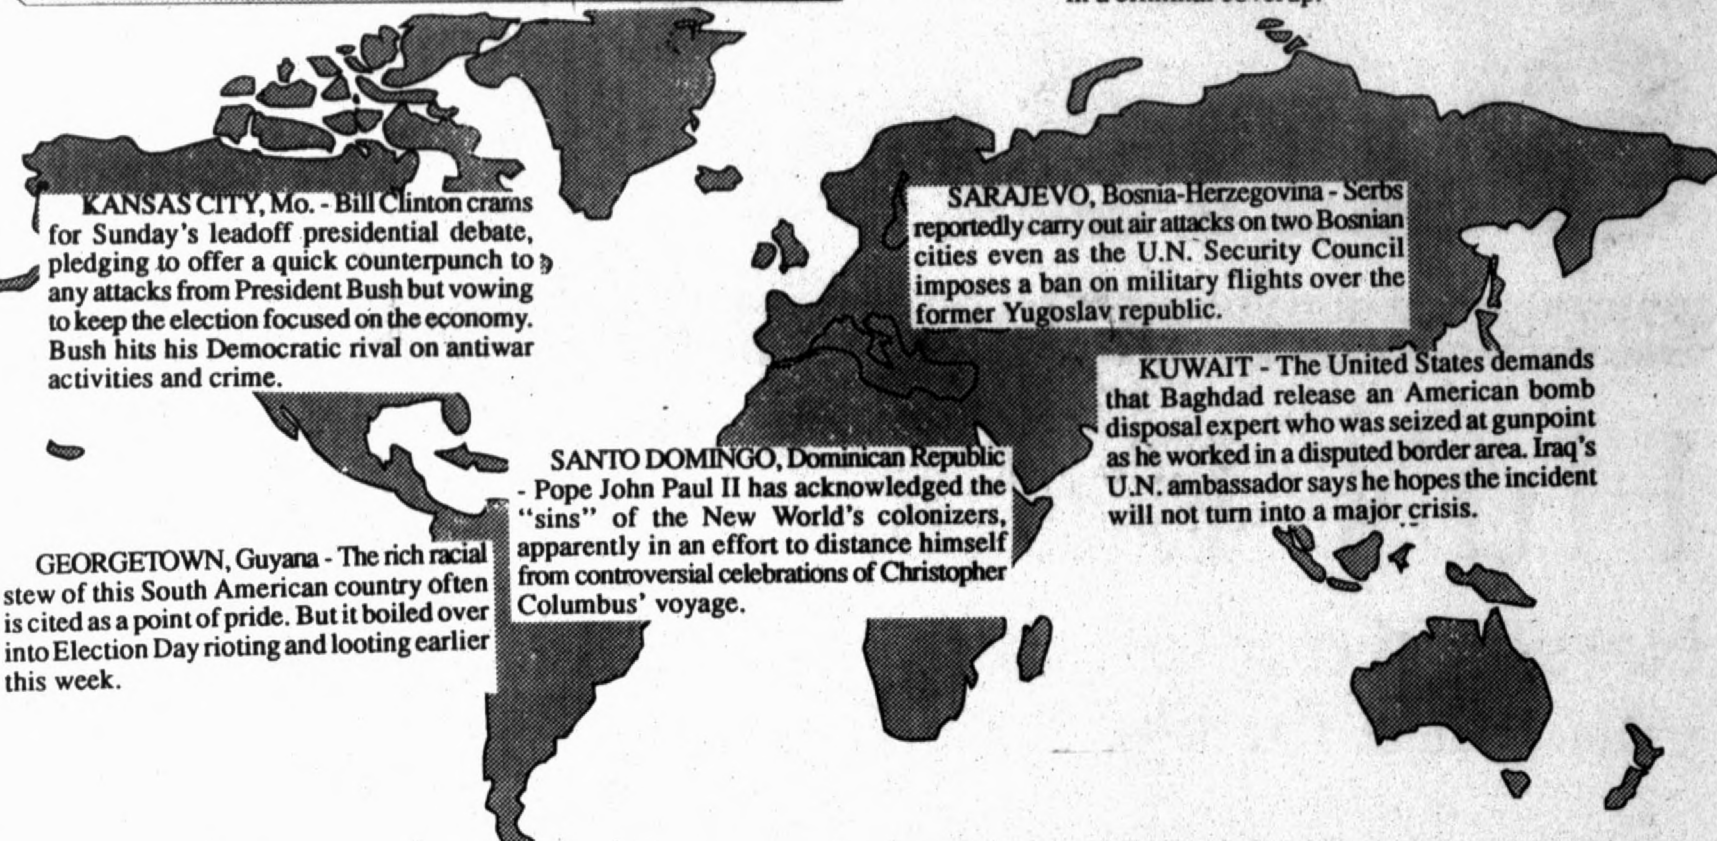 KANSAS CITY, Mo. - Bill Clinton crams
for Sunday's leadoff presidential debate,
pledging to offer a quick counterpunch to
any attacks from President Bush but vowing
to keep the election focused on the economy.
Bush hits his Democratic rival on antiwar
activities and crime.
SARAJEVO, Bosnia-Herzegovina - Serbs
reportedly carry out air attacks on two Bosnian
cities even as the U.N. Security Council
imposes a ban on military flights over the
former Yugoslav republic.
KUWAIT - The United States demands
that Baghdad release an American bomb
disposal expert who was seized at gunpoint
as he worked in a disputed border area. Iraq's
U.N. ambassador says he hopes the incident
will not turn into a major crisis.
SANTO DOMINGO, Dominican Republic
- Pope John Paul II has acknowledged the
"sins" of the New World's colonizers,
apparently in an effort to distance himself
from controversial celebrations of Christopher
Columbus' voyage.
GEORGETOWN, Guyana - The rich racial
stew of this South American country often
is cited as a point of pride. But it boiled over
into Election Day rioting and looting earlier
this week.